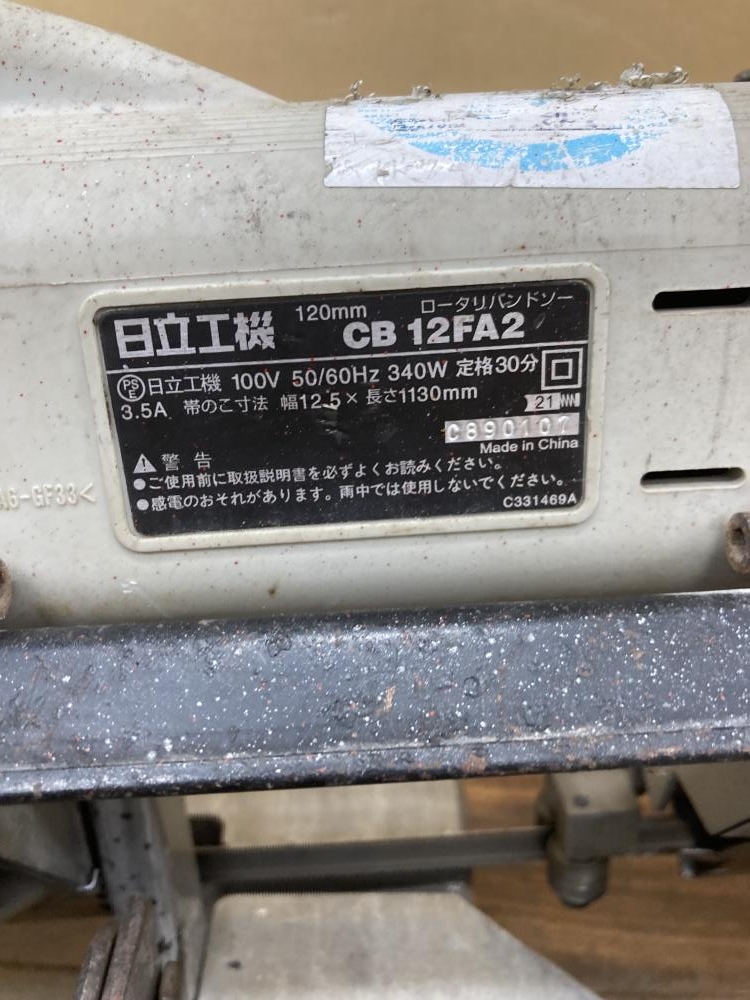 ロータリバンドソー
日立工機 120mm CB 12FA2
PSE 日立工機 100V 50/60Hz 340W 定格30分
3.5A 帯のこ寸法 幅12.5×長さ1130mm
21
C890107
Made in China
警告
●ご使用前に取扱説明書を必ずよくお読みください。
●感電のおそれがあります。雨中では使用しないでください。
C331469A
-GF33<